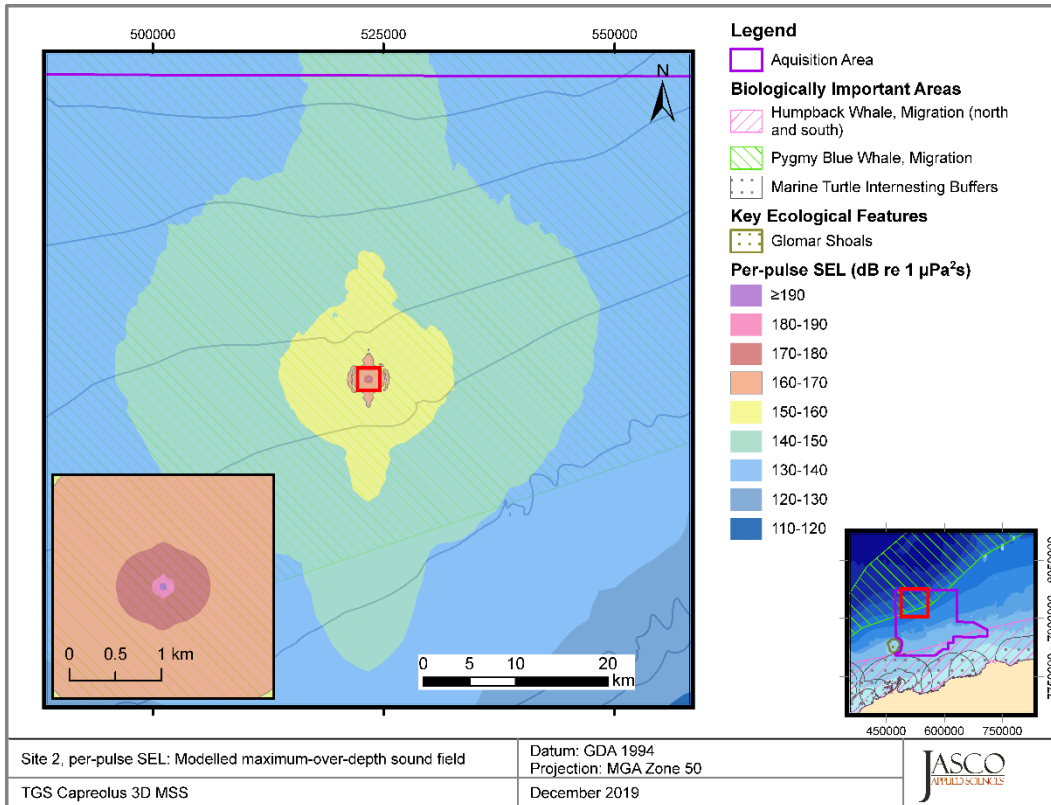 500000 525000 550000
N
0 0.5 1 km
0 5 10 20
km
Legend
Aquisition Area
Biologically Important Areas
Humpback Whale, Migration (north
and south)
Pygmy Blue Whale, Migration
Marine Turtle Internesting Buffers
Key Ecological Features
Glomar Shoals
Per-pulse SEL (dB re 1 µPa²s)
≥190
180-190
170-180
160-170
150-160
140-150
130-140
120-130
110-120
450000 600000 750000
Site 2, per-pulse SEL: Modelled maximum-over-depth sound field
Datum: GDA 1994
Projection: MGA Zone 50
TGS Capreolus 3D MSS
December 2019
JASCO
APPLIED SCIENCES